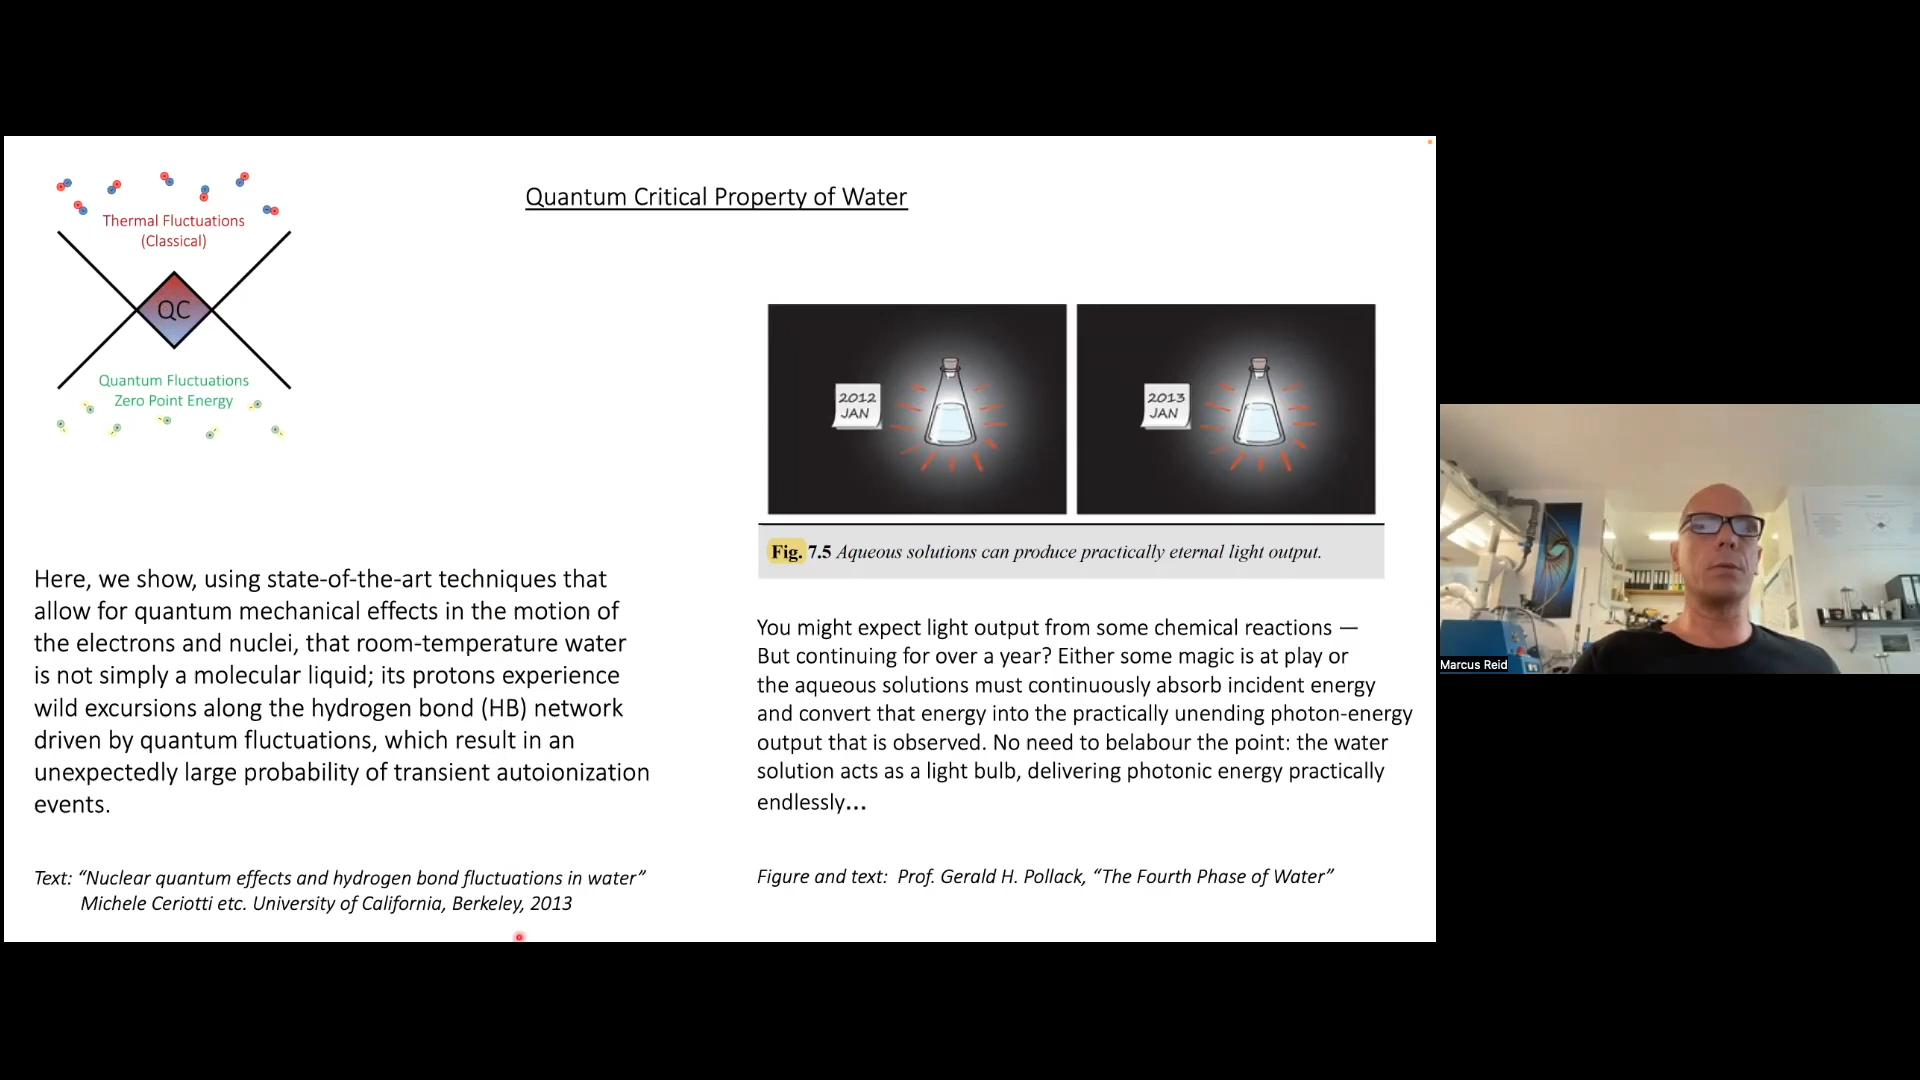 Quantum Critical Property of Water
Thermal Fluctuations
(Classical)
QC
Quantum Fluctuations
Zero Point Energy
Here, we show, using state-of-the-art techniques that
allow for quantum mechanical effects in the motion of
the electrons and nuclei, that room-temperature water
is not simply a molecular liquid; its protons experience
wild excursions along the hydrogen bond (HB) network
driven by quantum fluctuations, which result in an
unexpectedly large probability of transient autoionization
events.
Text: “Nuclear quantum effects and hydrogen bond fluctuations in water”
Michele Ceriotti etc. University of California, Berkeley, 2013
2012
JAN
2013
JAN
Fig. 7.5 Aqueous solutions can produce practically eternal light output.
You might expect light output from some chemical reactions —
But continuing for over a year? Either some magic is at play or
the aqueous solutions must continuously absorb incident energy
and convert that energy into the practically unending photon-energy
output that is observed. No need to belabour the point: the water
solution acts as a light bulb, delivering photonic energy practically
endlessly...
Figure and text: Prof. Gerald H. Pollack, “The Fourth Phase of Water”
Marcus Reid